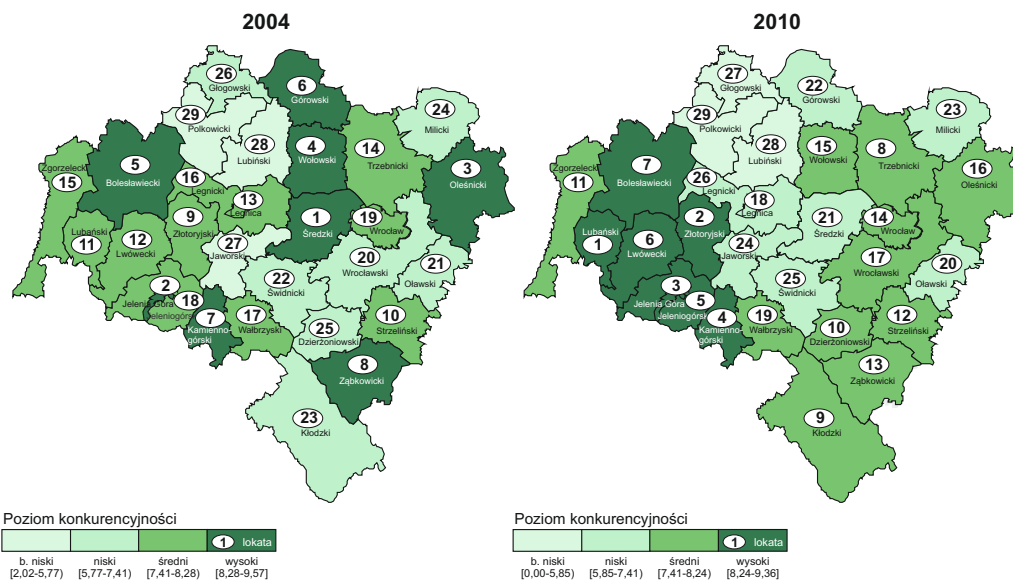 2004
26
Głogowski
6
Górowski
24
Milicki
29
Polkowicki
28
Lubiński
4
Wołowski
14
Trzebnicki
3
Oleśnicki
5
Bolesławiecki
Zgorzelecki
15
16
Legnicki
13
Legnica
1
Średzki
19
Wrocław
9
Złotoryjski
Lubański
11
12
Lwówecki
27
Jaworski
20
Wrocławski
21
Oławski
22
Świdnicki
2
Jelenia Góra
18
Jeleniogórski
7
Kamienno-
górski
17
Wałbrzyski
10
Strzeliński
25
Dzierżoniowski
8
Ząbkowicki
23
Kłodzki
Poziom konkurencyjności
1 lokata
b. niski niski średni wysoki
[2,02-5,77) [5,77-7,41) [7,41-8,28) [8,28-9,57]
2010
27
Głogowski
22
Górowski
23
Milicki
29
Polkowicki
28
Lubiński
15
Wołowski
8
Trzebnicki
16
Oleśnicki
7
Bolesławiecki
Zgorzelecki
11
26
Legnicki
18
Legnica
21
Średzki
14
Wrocław
2
Złotoryjski
Lubański
1
6
Lwówecki
24
Jaworski
17
Wrocławski
20
Oławski
25
Świdnicki
3
Jelenia Góra
5
Jeleniogórski
4
Kamienno-
górski
19
Wałbrzyski
12
Strzeliński
10
Dzierżoniowski
13
Ząbkowicki
9
Kłodzki
Poziom konkurencyjności
1 lokata
b. niski niski średni wysoki
[0,00-5,85) [5,85-7,41) [7,41-8,24) [8,24-9,36]